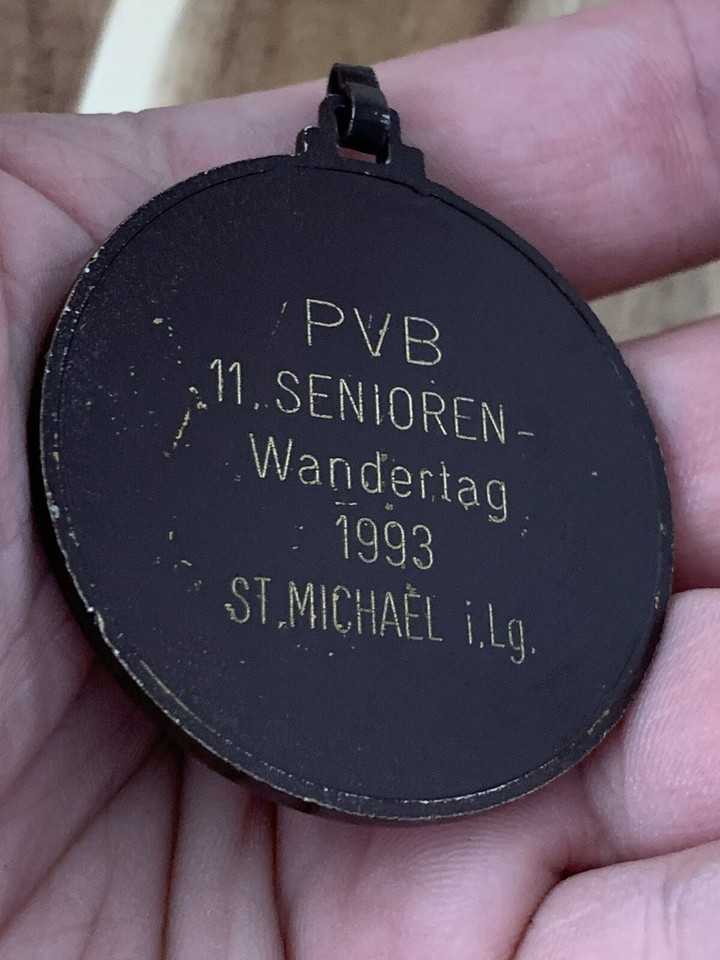 PVB
11. SENIOREN-
Wandertag
1993
ST. MICHAEL i. Lg.